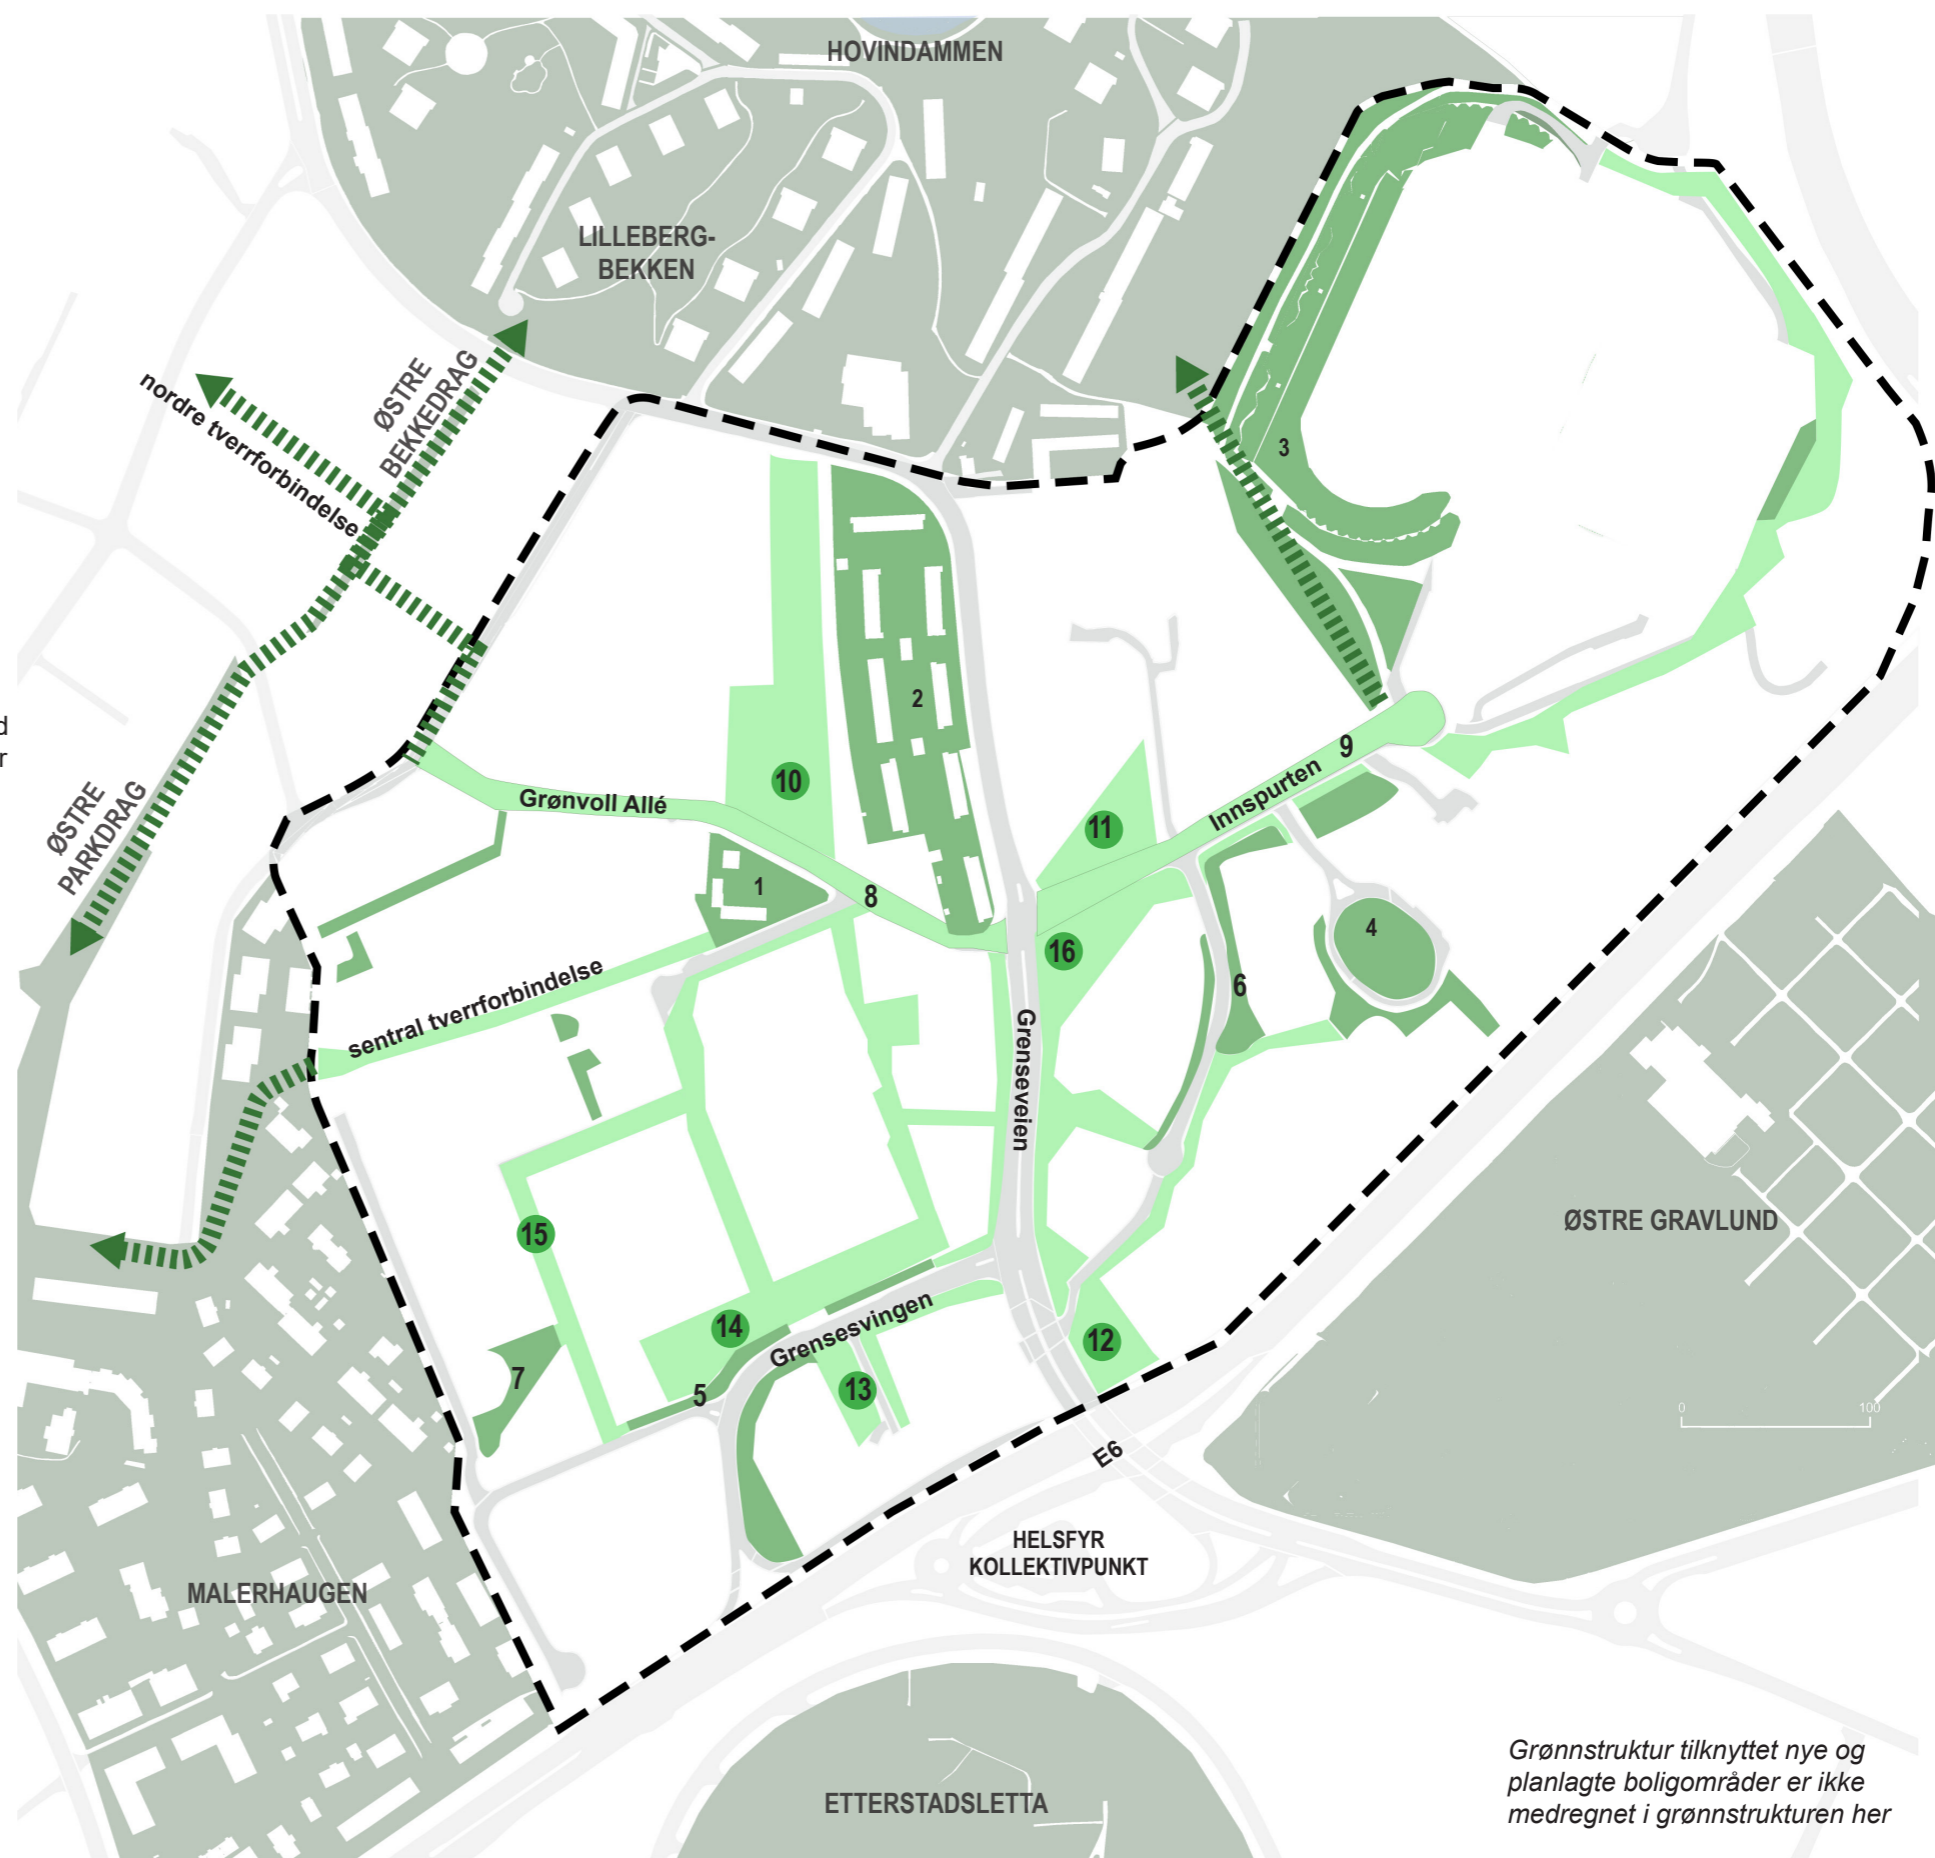 HOVINDAMMEN
LILLEBERG-
BEKKEN
ØSTRE
BEKKEDRAG
nordre tverrforbindelse
3
2
d
r
ØSTRE
PARKDRAG
9
Innspurten
10
Grønvoll Allé
11
1
8
4
16
6
sentral tverrforbindelse
Grenseveien
ØSTRE GRAVLUND
15
14
Grensesvingen
12
7
5
13
0 100
E6
HELSFYR
KOLLEKTIVPUNKT
MALERHAUGEN
ETTERSTADSLETTA
Grønnstruktur tilknyttet nye og
planlagte boligområder er ikke
medregnet i grønnstrukturen her